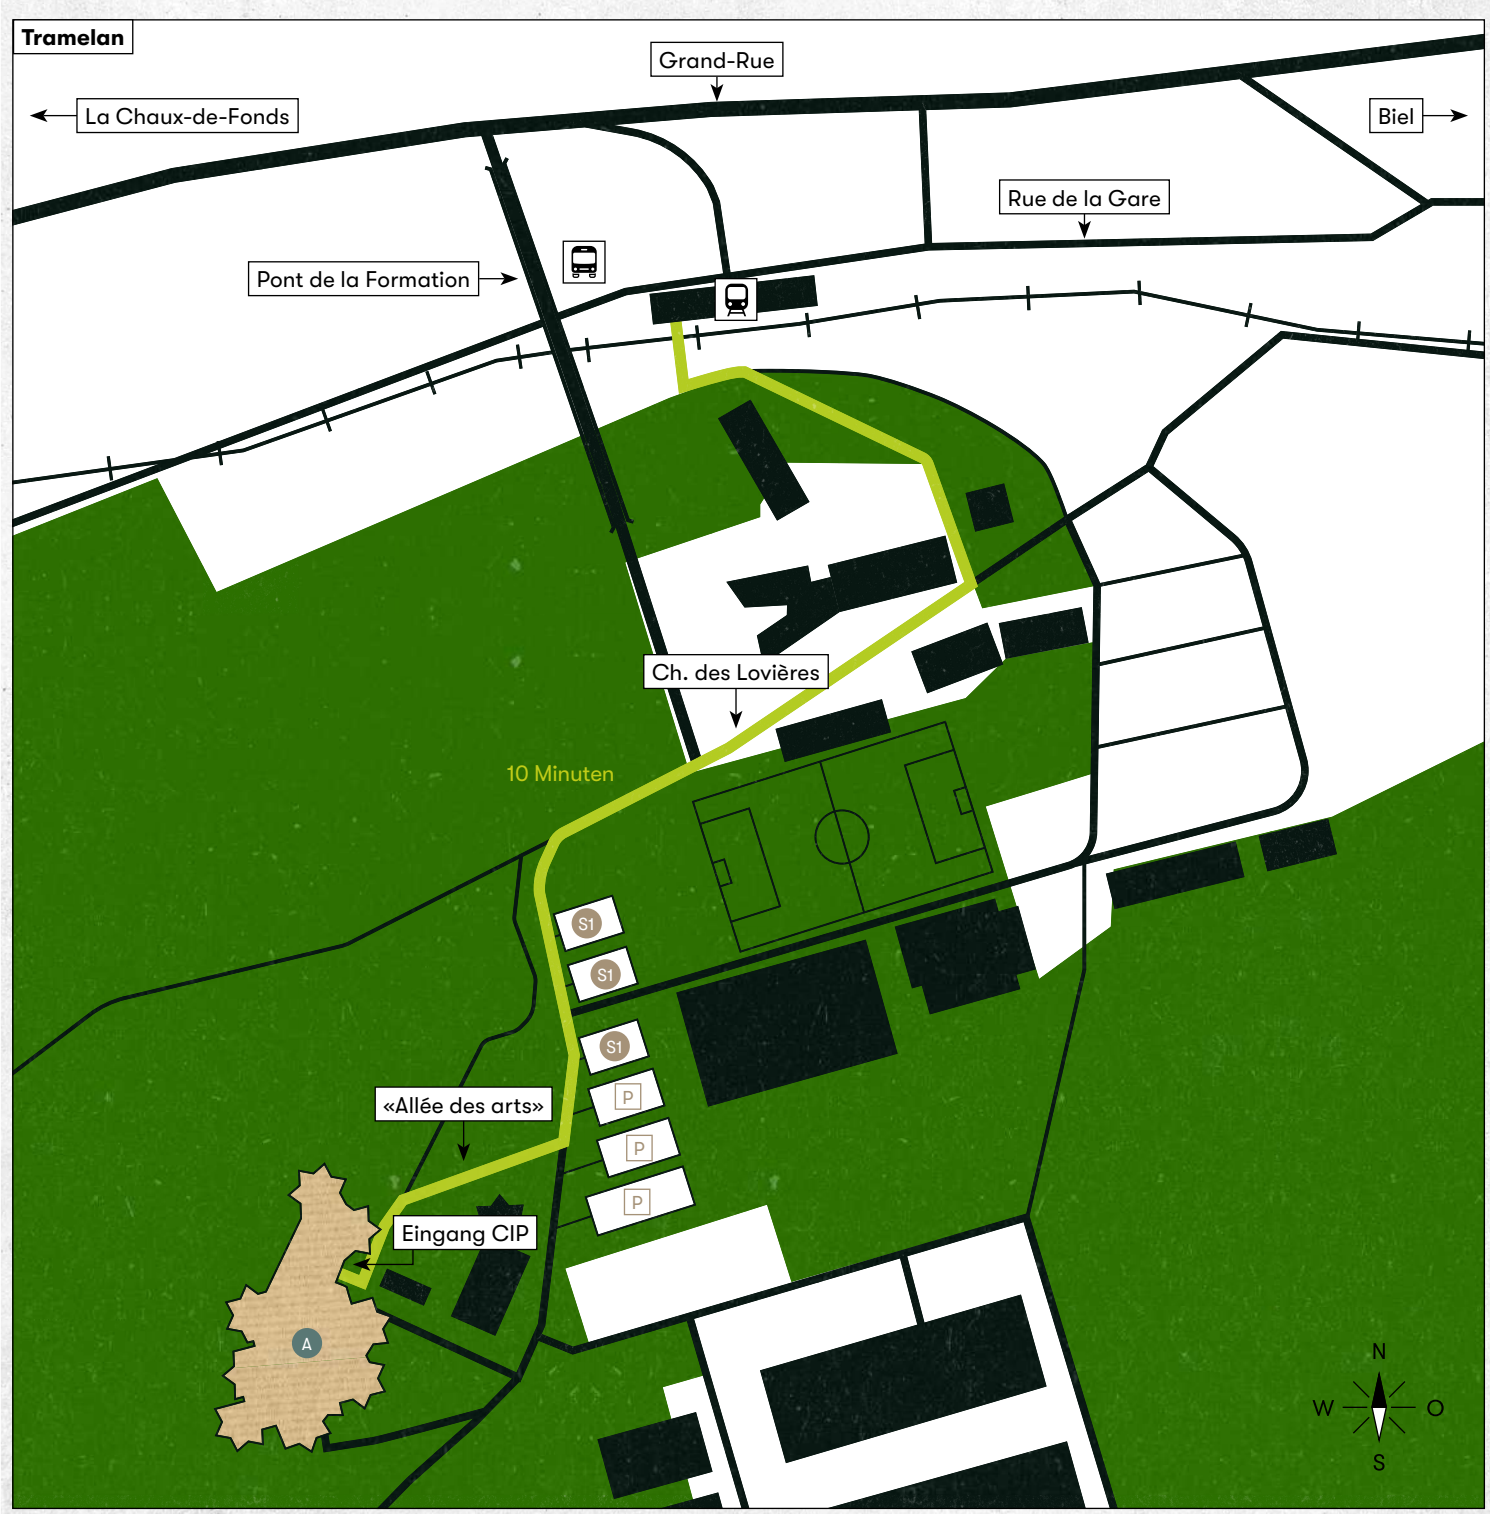 Tramelan
Grand-Rue
La Chaux-de-Fonds
Biel
Rue de la Gare
Pont de la Formation
Ch. des Lovières
10 Minuten
S1
S1
S1
P
«Allée des arts»
P
P
Eingang CIP
A
N
W
O
S